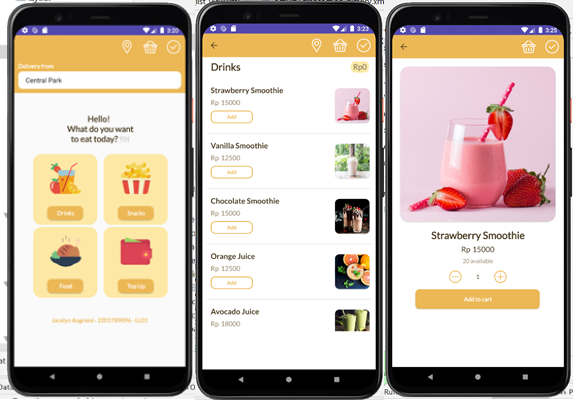 3:20
Delivery from
Central Park
Hello!
What do you want
to eat today?
Drinks
Snacks
Food
Top Up
Jocelyn Angraini - 2201789896 - LL03
3:23
Drinks
Rp0
Strawberry Smoothie
Rp 15000
Add
Vanilla Smoothie
Rp 12500
Add
Chocolate Smoothie
Rp 15000
Add
Orange Juice
Rp 12500
Add
Avocado Juice
Rp 18000
3:25
Strawberry Smoothie
Rp 15000
20 available
1
Add to cart